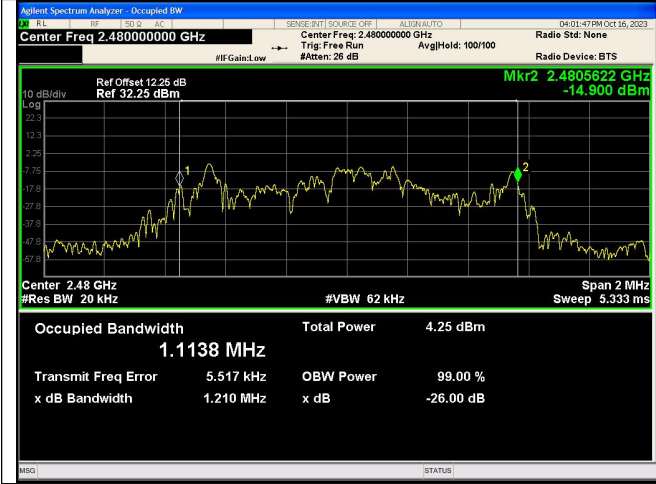 Agilent Spectrum Analyzer - Occupied BW
LXI RL RF 50 Ω AC SENSE:INT SOURCE OFF ALIGNAUTO 04:01:47PM Oct 16, 2023
Center Freq 2.480000000 GHz Center Freq: 2.480000000 GHz Radio Std: None
Trig: Free Run Avg|Hold: 100/100
#IFGain:Low #Atten: 26 dB Radio Device: BTS
Ref Offset 12.25 dB Mkr2 2.4805622 GHz
10 dB/div Ref 32.25 dBm -14.900 dBm
Log
22.3
12.3
2.25
-7.75
-17.8
-27.8
-37.8
-47.8
-57.8
1
2
Center 2.48 GHz Span 2 MHz
#Res BW 20 kHz #VBW 62 kHz Sweep 5.333 ms
Occupied Bandwidth Total Power 4.25 dBm
1.1138 MHz
Transmit Freq Error 5.517 kHz OBW Power 99.00 %
x dB Bandwidth 1.210 MHz x dB -26.00 dB
MSG STATUS